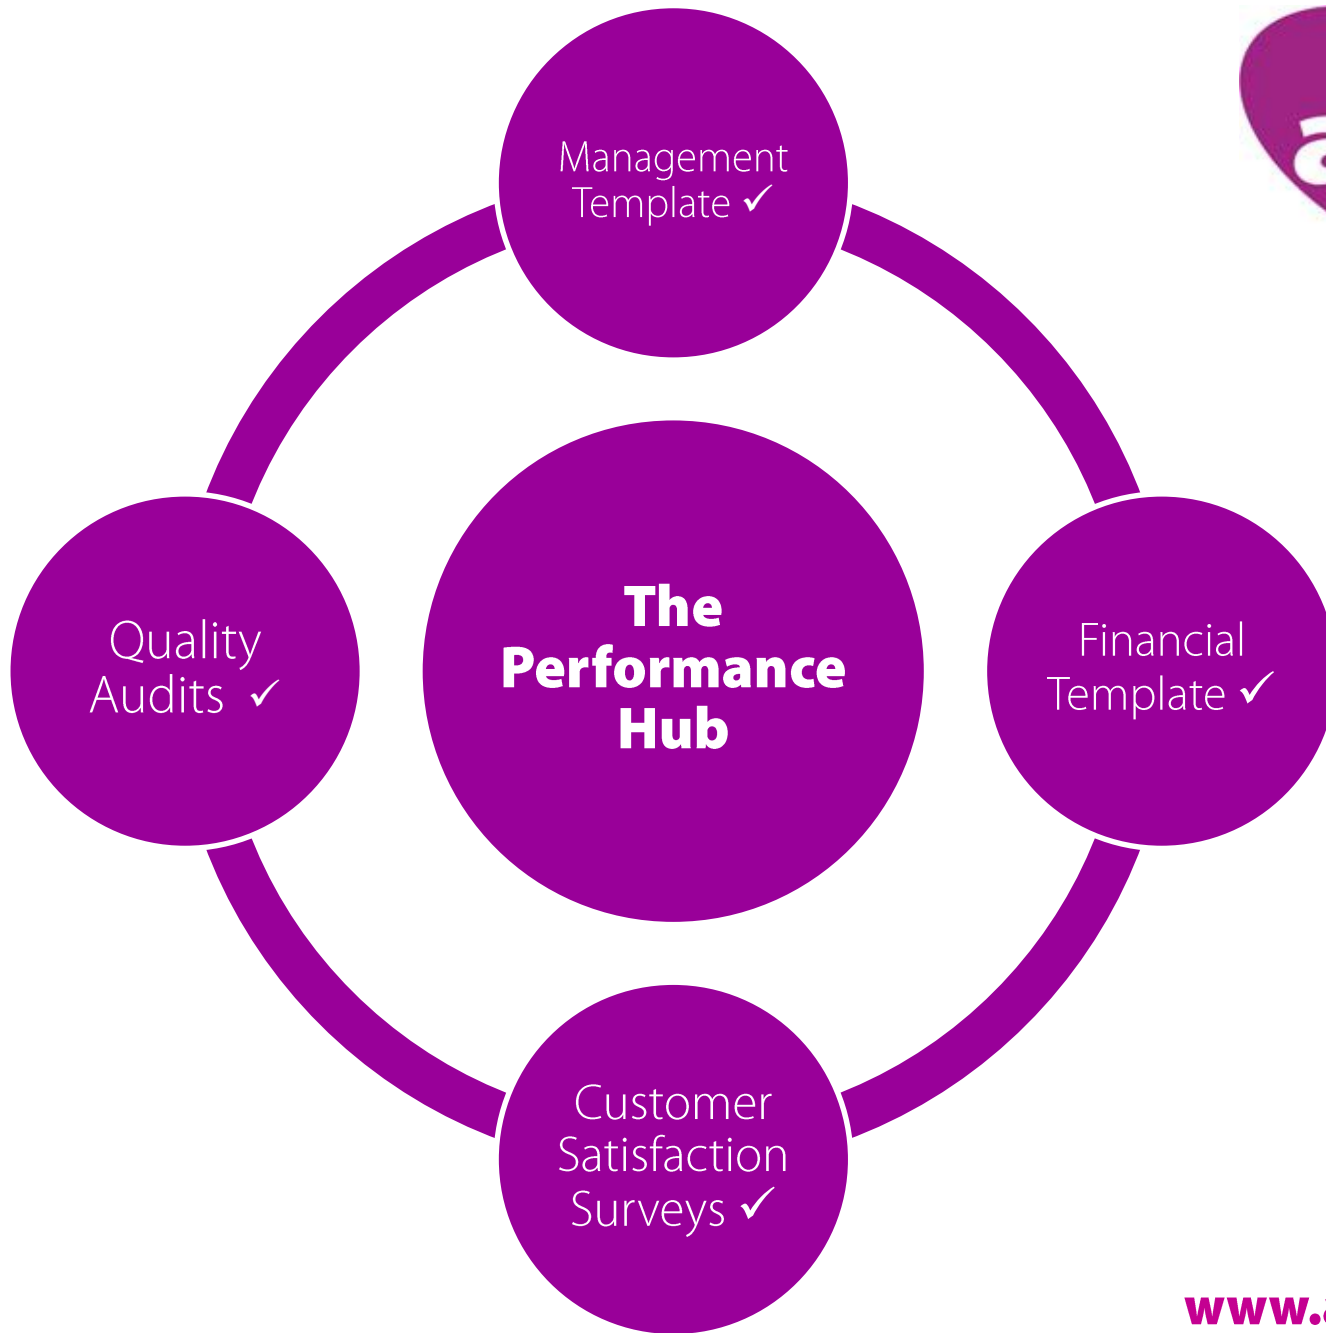 Management
Template ✓
The
Performance
Hub
Quality
Audits ✓
Financial
Template ✓
Customer
Satisfaction
Surveys ✓